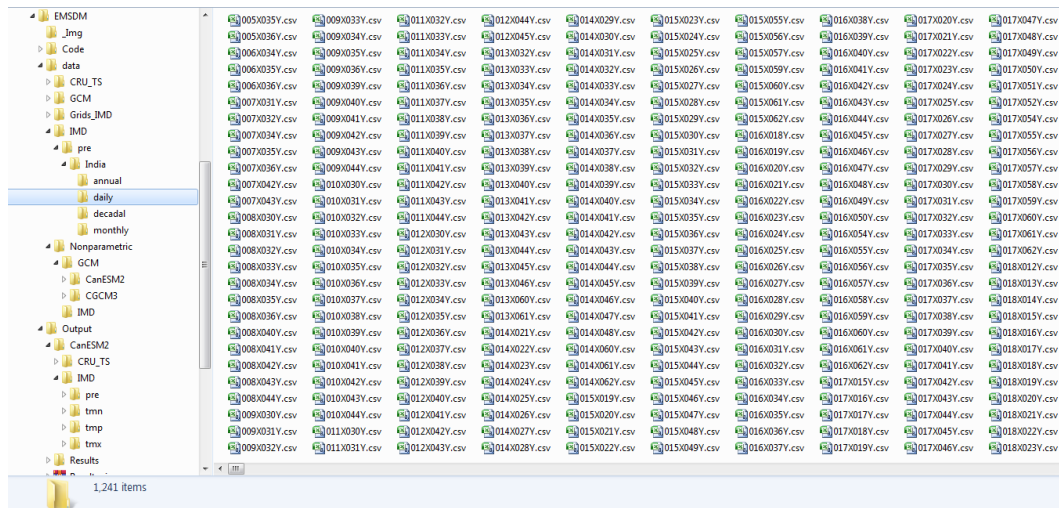 EMSDM
_Img
Code
data
CRU_TS
GCM
Grids_IMD
IMD
pre
India
annual
daily
decadal
monthly
Nonparametric
GCM
CanESM2
CGCM3
IMD
Output
CanESM2
CRU_TS
IMD
pre
tmn
tmp
tmx
Results
005X035Y.csv 009X033Y.csv 011X032Y.csv 012X044Y.csv 014X029Y.csv 015X023Y.csv 015X055Y.csv 016X038Y.csv 017X020Y.csv 017X047Y.csv
005X036Y.csv 009X034Y.csv 011X033Y.csv 012X045Y.csv 014X030Y.csv 015X024Y.csv 015X056Y.csv 016X039Y.csv 017X021Y.csv 017X048Y.csv
006X034Y.csv 009X035Y.csv 011X034Y.csv 013X032Y.csv 014X031Y.csv 015X025Y.csv 015X057Y.csv 016X040Y.csv 017X022Y.csv 017X049Y.csv
006X035Y.csv 009X036Y.csv 011X035Y.csv 013X033Y.csv 014X032Y.csv 015X026Y.csv 015X059Y.csv 016X041Y.csv 017X023Y.csv 017X050Y.csv
006X036Y.csv 009X039Y.csv 011X036Y.csv 013X034Y.csv 014X033Y.csv 015X027Y.csv 015X060Y.csv 016X042Y.csv 017X024Y.csv 017X051Y.csv
007X031Y.csv 009X040Y.csv 011X037Y.csv 013X035Y.csv 014X034Y.csv 015X028Y.csv 015X061Y.csv 016X043Y.csv 017X025Y.csv 017X052Y.csv
007X032Y.csv 009X041Y.csv 011X038Y.csv 013X036Y.csv 014X035Y.csv 015X029Y.csv 015X062Y.csv 016X044Y.csv 017X026Y.csv 017X054Y.csv
007X034Y.csv 009X042Y.csv 011X039Y.csv 013X037Y.csv 014X036Y.csv 015X030Y.csv 016X018Y.csv 016X045Y.csv 017X027Y.csv 017X055Y.csv
007X035Y.csv 009X043Y.csv 011X040Y.csv 013X038Y.csv 014X037Y.csv 015X031Y.csv 016X019Y.csv 016X046Y.csv 017X028Y.csv 017X056Y.csv
007X036Y.csv 009X044Y.csv 011X041Y.csv 013X039Y.csv 014X038Y.csv 015X032Y.csv 016X020Y.csv 016X047Y.csv 017X029Y.csv 017X057Y.csv
007X042Y.csv 010X030Y.csv 011X042Y.csv 013X040Y.csv 014X039Y.csv 015X033Y.csv 016X021Y.csv 016X048Y.csv 017X030Y.csv 017X058Y.csv
007X043Y.csv 010X031Y.csv 011X043Y.csv 013X041Y.csv 014X040Y.csv 015X034Y.csv 016X022Y.csv 016X049Y.csv 017X031Y.csv 017X059Y.csv
008X030Y.csv 010X032Y.csv 011X044Y.csv 013X042Y.csv 014X041Y.csv 015X035Y.csv 016X023Y.csv 016X050Y.csv 017X032Y.csv 017X060Y.csv
008X031Y.csv 010X033Y.csv 012X030Y.csv 013X043Y.csv 014X042Y.csv 015X036Y.csv 016X024Y.csv 016X054Y.csv 017X033Y.csv 017X061Y.csv
008X032Y.csv 010X034Y.csv 012X031Y.csv 013X044Y.csv 014X043Y.csv 015X037Y.csv 016X025Y.csv 016X055Y.csv 017X034Y.csv 017X062Y.csv
008X033Y.csv 010X035Y.csv 012X032Y.csv 013X045Y.csv 014X044Y.csv 015X038Y.csv 016X026Y.csv 016X056Y.csv 017X035Y.csv 018X012Y.csv
008X034Y.csv 010X036Y.csv 012X033Y.csv 013X046Y.csv 014X045Y.csv 015X039Y.csv 016X027Y.csv 016X057Y.csv 017X036Y.csv 018X013Y.csv
008X035Y.csv 010X037Y.csv 012X034Y.csv 013X060Y.csv 014X046Y.csv 015X040Y.csv 016X028Y.csv 016X058Y.csv 017X037Y.csv 018X014Y.csv
008X036Y.csv 010X038Y.csv 012X035Y.csv 013X061Y.csv 014X047Y.csv 015X041Y.csv 016X029Y.csv 016X059Y.csv 017X038Y.csv 018X015Y.csv
008X040Y.csv 010X039Y.csv 012X036Y.csv 014X021Y.csv 014X048Y.csv 015X042Y.csv 016X030Y.csv 016X060Y.csv 017X039Y.csv 018X016Y.csv
008X041Y.csv 010X040Y.csv 012X037Y.csv 014X022Y.csv 014X060Y.csv 015X043Y.csv 016X031Y.csv 016X061Y.csv 017X040Y.csv 018X017Y.csv
008X042Y.csv 010X041Y.csv 012X038Y.csv 014X023Y.csv 014X061Y.csv 015X044Y.csv 016X032Y.csv 016X062Y.csv 017X041Y.csv 018X018Y.csv
008X043Y.csv 010X042Y.csv 012X039Y.csv 014X024Y.csv 014X062Y.csv 015X045Y.csv 016X033Y.csv 017X015Y.csv 017X042Y.csv 018X019Y.csv
008X044Y.csv 010X043Y.csv 012X040Y.csv 014X025Y.csv 015X019Y.csv 015X046Y.csv 016X034Y.csv 017X016Y.csv 017X043Y.csv 018X020Y.csv
009X030Y.csv 010X044Y.csv 012X041Y.csv 014X026Y.csv 015X020Y.csv 015X047Y.csv 016X035Y.csv 017X017Y.csv 017X044Y.csv 018X021Y.csv
009X031Y.csv 011X030Y.csv 012X042Y.csv 014X027Y.csv 015X021Y.csv 015X048Y.csv 016X036Y.csv 017X018Y.csv 017X045Y.csv 018X022Y.csv
009X032Y.csv 011X031Y.csv 012X043Y.csv 014X028Y.csv 015X022Y.csv 015X049Y.csv 016X037Y.csv 017X019Y.csv 017X046Y.csv 018X023Y.csv
1,241 items